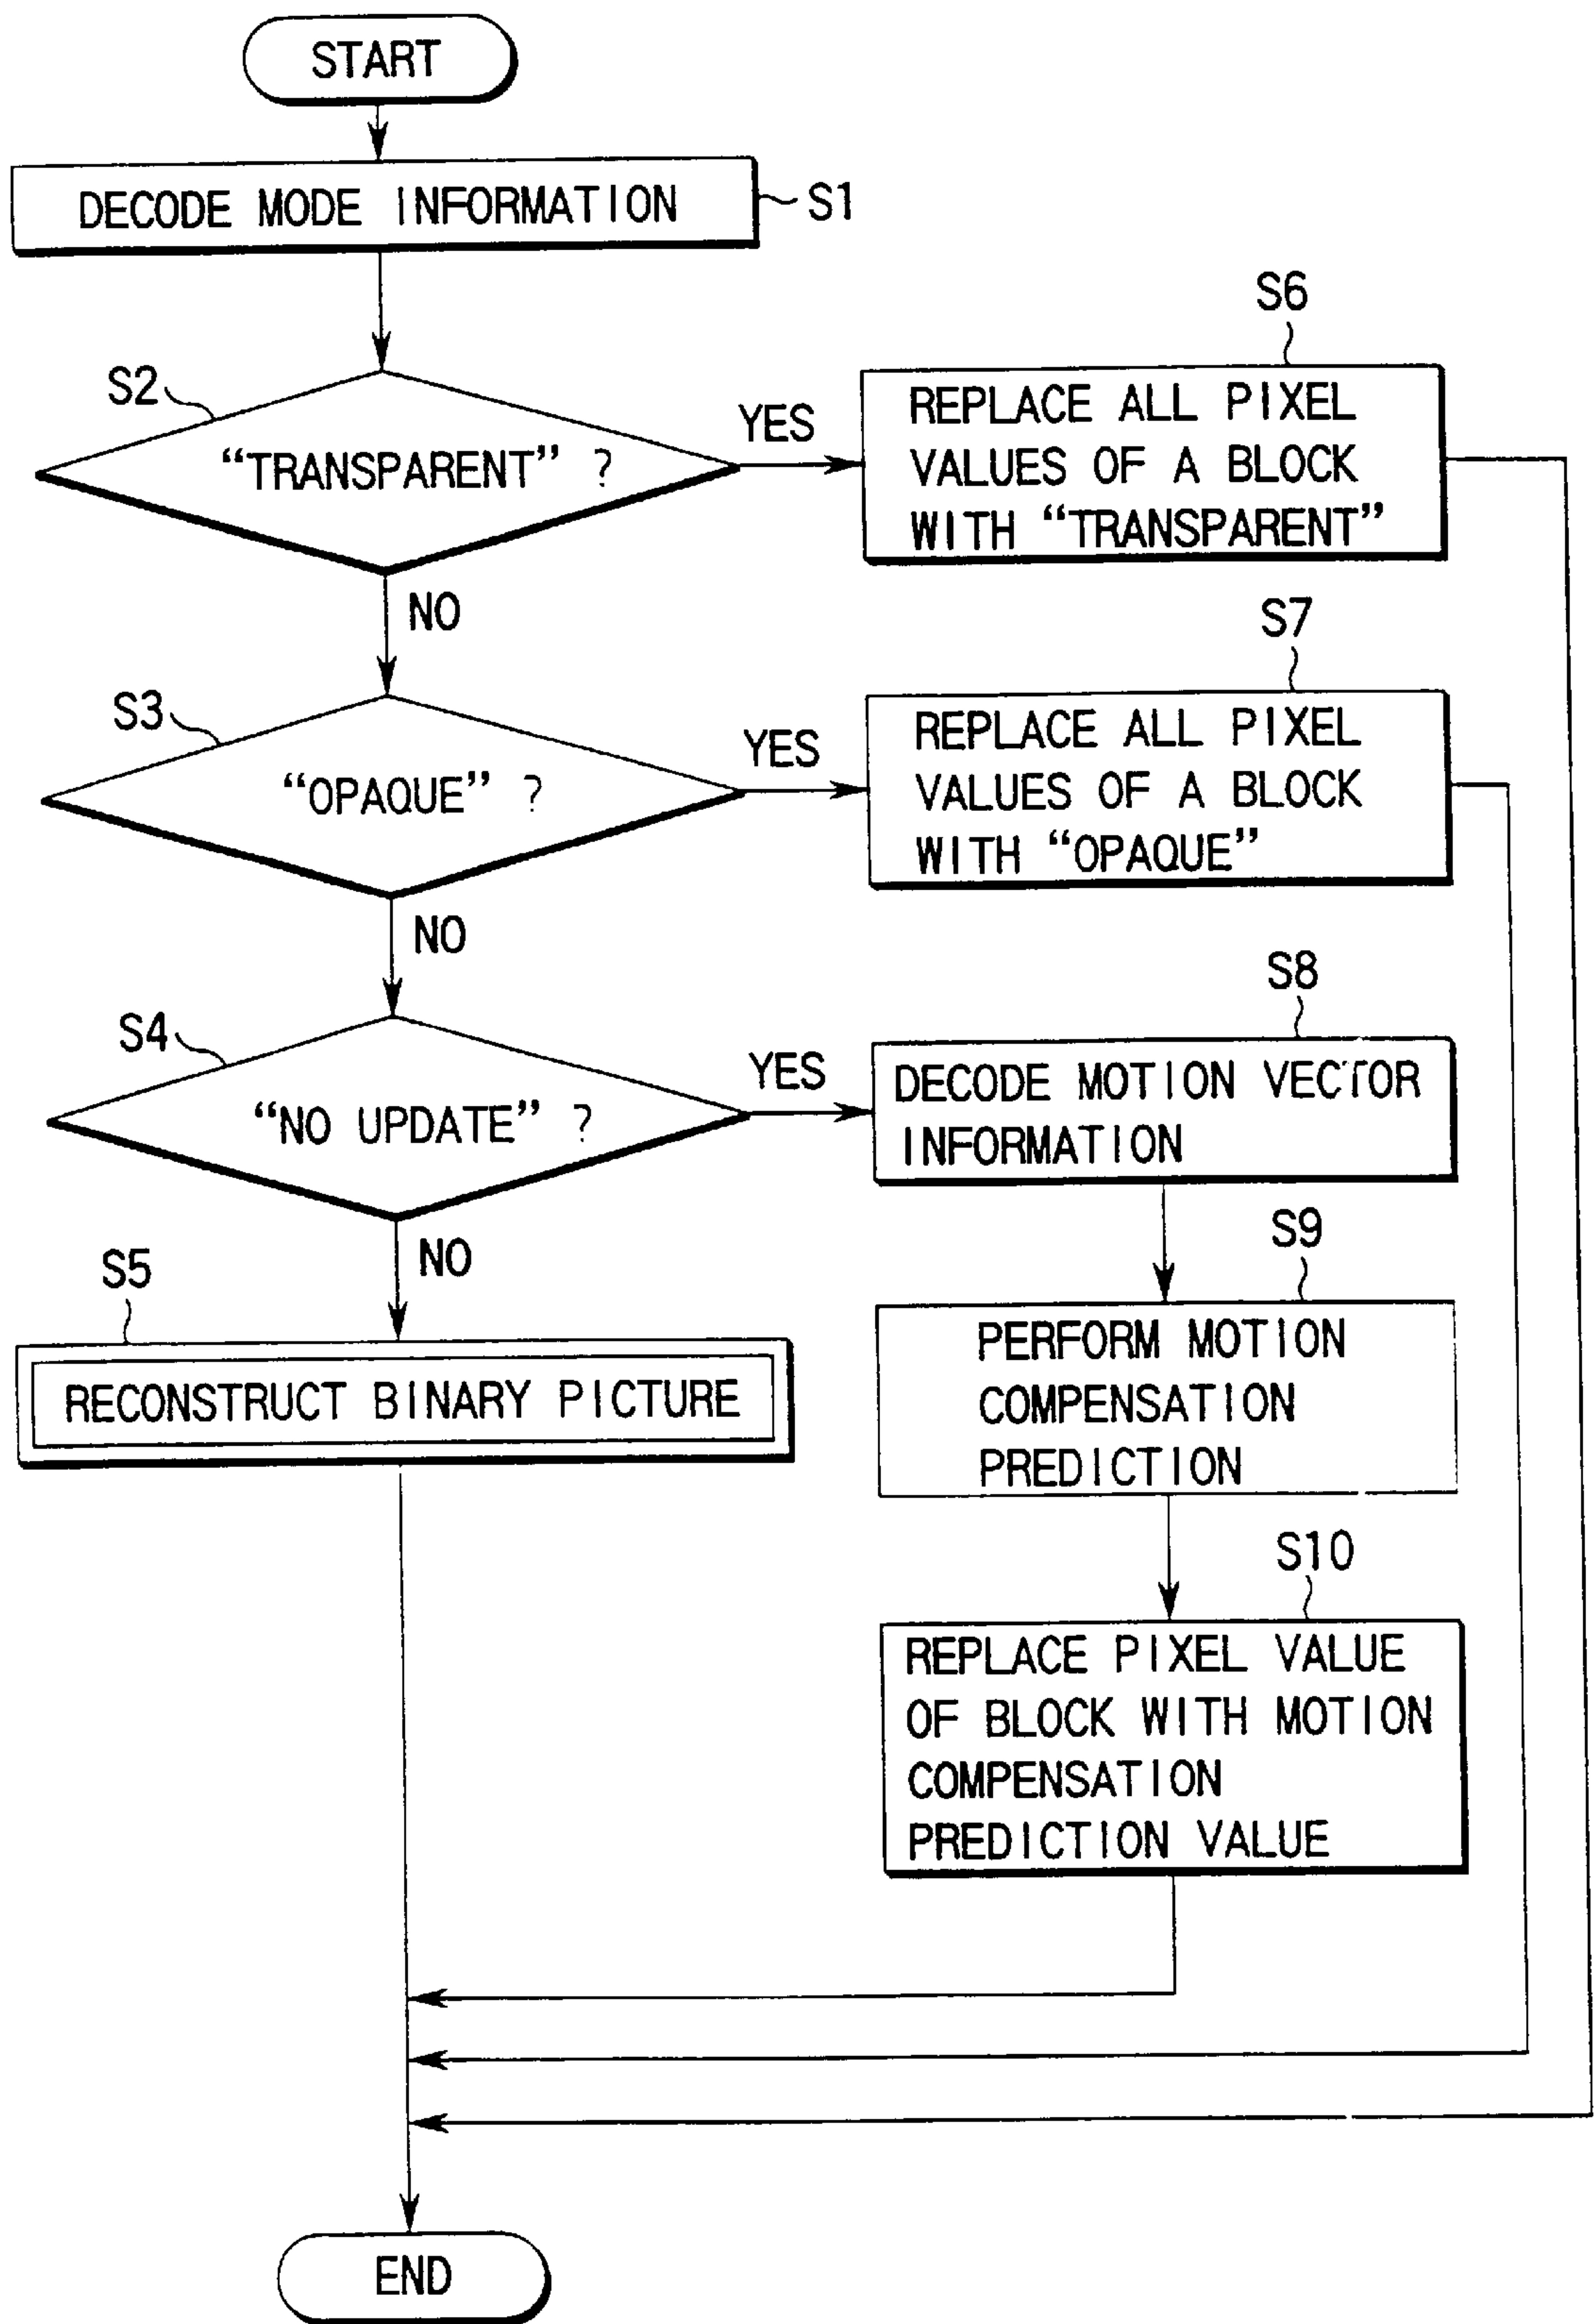 START
DECODE MODE INFORMATION
S1
S6
S2
"TRANSPARENT" ?
YES
REPLACE ALL PIXEL
VALUES OF A BLOCK
WITH "TRANSPARENT"
NO
S7
S3
"OPAQUE" ?
YES
REPLACE ALL PIXEL
VALUES OF A BLOCK
WITH "OPAQUE"
NO
S8
S4
"NO UPDATE" ?
YES
DECODE MOTION VECTOR
INFORMATION
NO
S9
S5
RECONSTRUCT BINARY PICTURE
PERFORM MOTION
COMPENSATION
PREDICTION
S10
REPLACE PIXEL VALUE
OF BLOCK WITH MOTION
COMPENSATION
PREDICTION VALUE
END